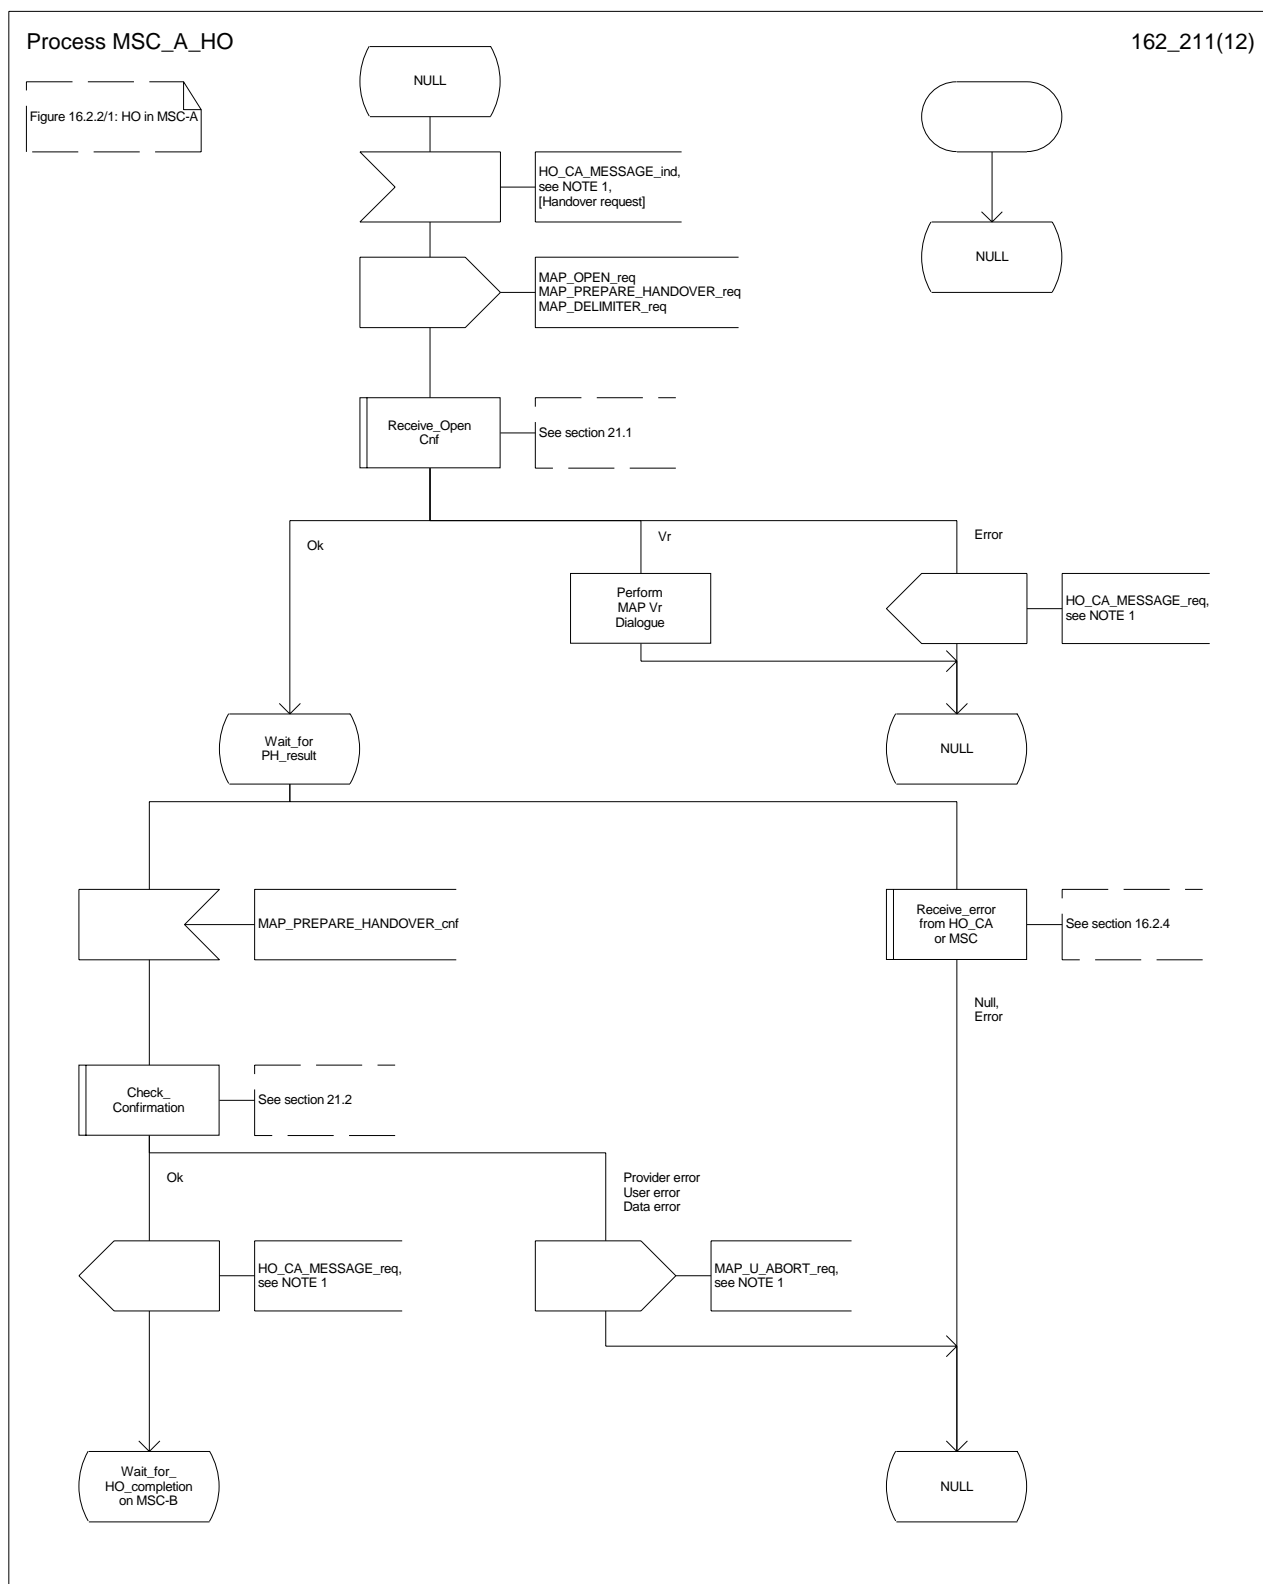 Process MSC_A_HO
162_211(12)
Figure 16.2.2/1: HO in MSC-A
NULL
HO_CA_MESSAGE_ind,
see NOTE 1,
[Handover request]
NULL
MAP_OPEN_req
MAP_PREPARE_HANDOVER_req
MAP_DELIMITER_req
Receive_Open
Cnf
See section 21.1
Ok
Vr
Error
Perform
MAP Vr
Dialogue
HO_CA_MESSAGE_req,
see NOTE 1
Wait_for
PH_result
NULL
MAP_PREPARE_HANDOVER_cnf
Receive_error
from HO_CA
or MSC
See section 16.2.4
Null,
Error
Check_
Confirmation
See section 21.2
Ok
Provider error
User error
Data error
HO_CA_MESSAGE_req,
see NOTE 1
MAP_U_ABORT_req,
see NOTE 1
Wait_for_
HO_completion
on MSC-B
NULL